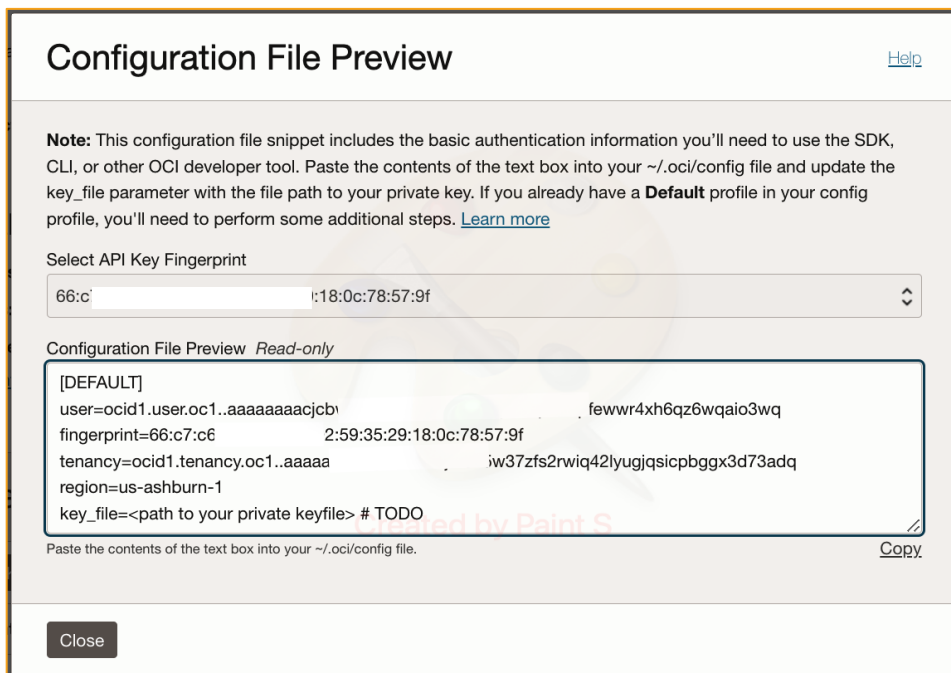 Configuration File Preview
Help
Note: This configuration file snippet includes the basic authentication information you’ll need to use the SDK,
CLI, or other OCI developer tool. Paste the contents of the text box into your ~/.oci/config file and update the
key_file parameter with the file path to your private key. If you already have a Default profile in your config
profile, you'll need to perform some additional steps. Learn more
Select API Key Fingerprint
66:c :18:0c:78:57:9f
Configuration File Preview Read-only
[DEFAULT]
user=ocid1.user.oc1..aaaaaaaacjcb fewwr4xh6qz6wqaio3wq
fingerprint=66:c7:c6 2:59:35:29:18:0c:78:57:9f
tenancy=ocid1.tenancy.oc1..aaaaa w37zfs2rwiq42lyugjqsicpbggx3d73adq
region=us-ashburn-1
key_file=<path to your private keyfile> # TODO
Created by Paint S
Paste the contents of the text box into your ~/.oci/config file.
Copy
Close